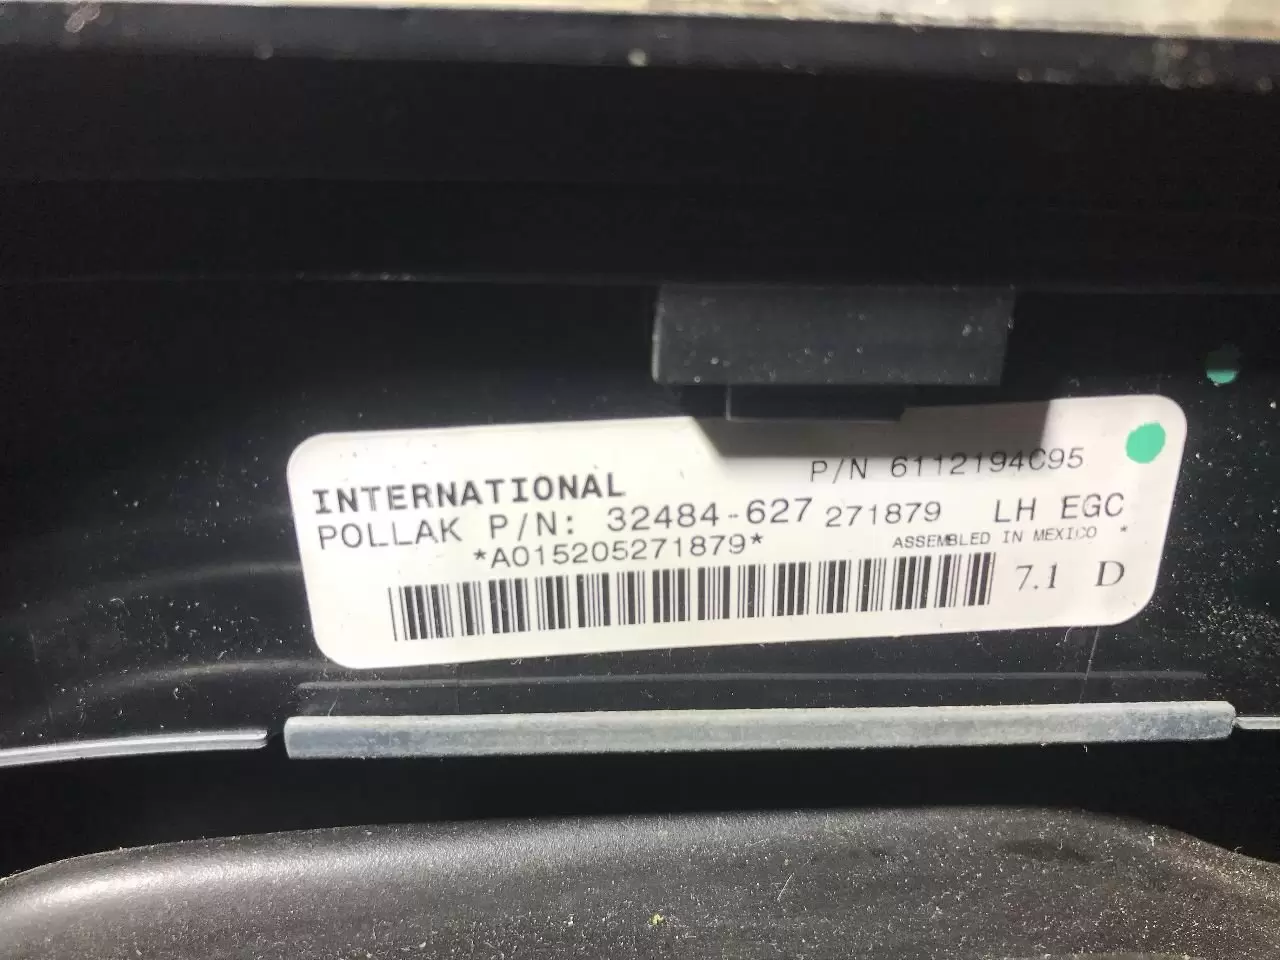 P/N 6112194C95
INTERNATIONAL
POLLAK P/N: 32484-627 271879 LH EGC
*A015205271879* ASSEMBLED IN MEXICO *
7.1 D